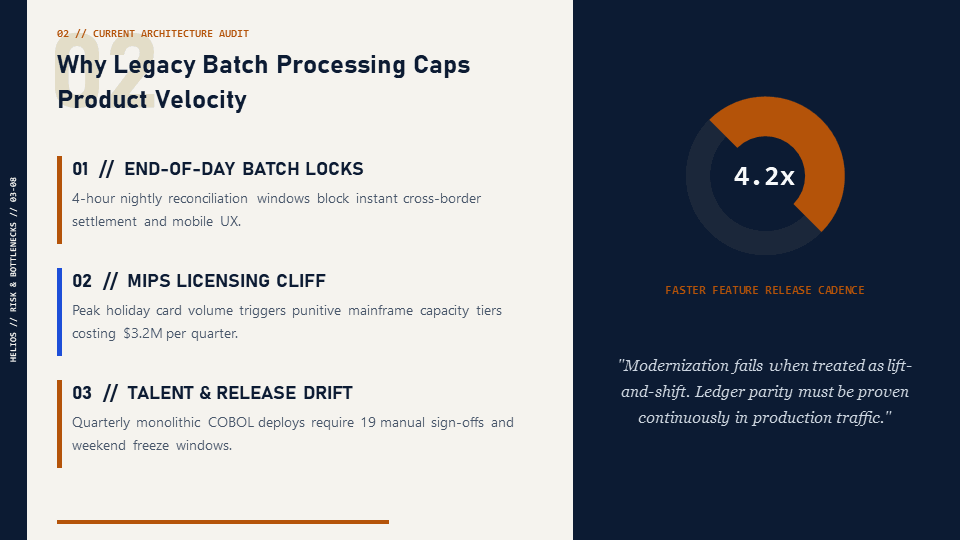 HELIOS // RISK & BOTTLENECKS // 03-08
02
02 // CURRENT ARCHITECTURE AUDIT
Why Legacy Batch Processing Caps
Product Velocity
01 // END-OF-DAY BATCH LOCKS
4-hour nightly reconciliation windows block instant cross-border
settlement and mobile UX.
02 // MIPS LICENSING CLIFF
Peak holiday card volume triggers punitive mainframe capacity tiers
costing $3.2M per quarter.
03 // TALENT & RELEASE DRIFT
Quarterly monolithic COBOL deploys require 19 manual sign-offs and
weekend freeze windows.
4.2x
FASTER FEATURE RELEASE CADENCE
"Modernization fails when treated as lift-
and-shift. Ledger parity must be proven
continuously in production traffic."